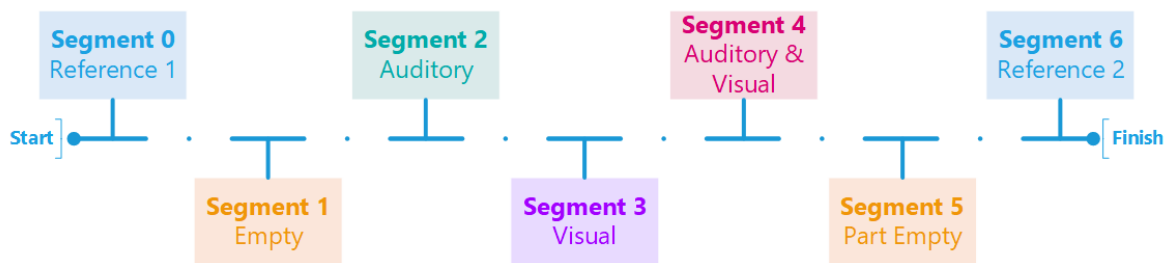 Start
Segment 0
Reference 1
Segment 1
Empty
Segment 2
Auditory
Segment 3
Visual
Segment 4
Auditory &
Visual
Segment 5
Part Empty
Segment 6
Reference 2
Finish